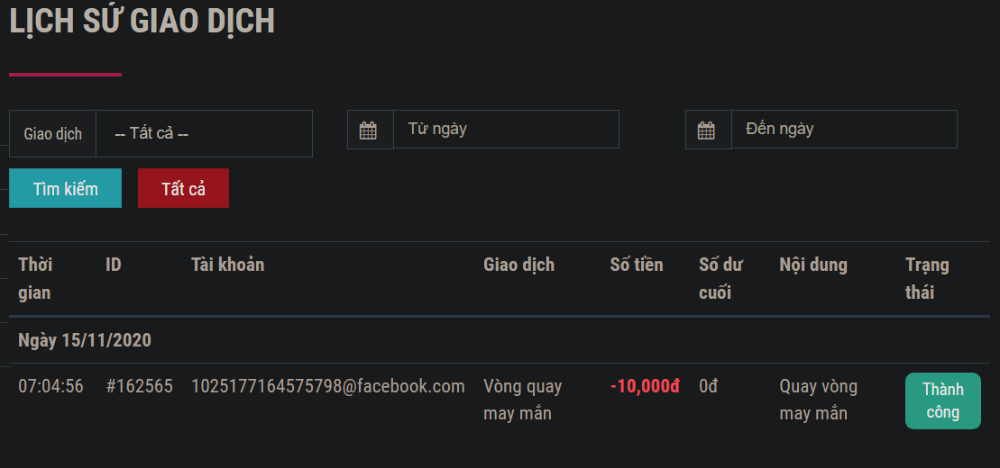 LỊCH SỬ GIAO DỊCH
Giao dịch -- Tất cả -- Từ ngày Đến ngày
Tìm kiếm Tất cả
Thời ID Tài khoản Giao dịch Số tiền Số dư Nội dung Trạng
gian cuối thái
Ngày 15/11/2020
07:04:56 #162565 1025177164575798@facebook.com Vòng quay -10,000đ 0đ Quay vòng Thành
may mắn may mắn công